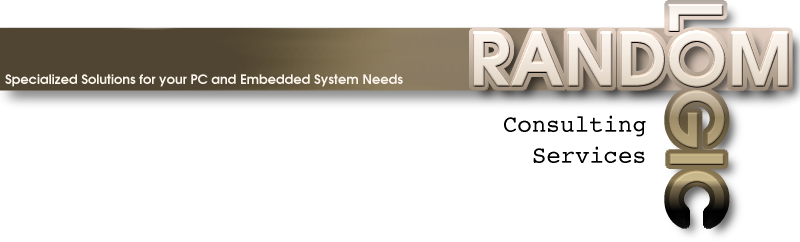 RANDOM
LOGIC
Specialized Solutions for your PC and Embedded System Needs
Consulting
Services